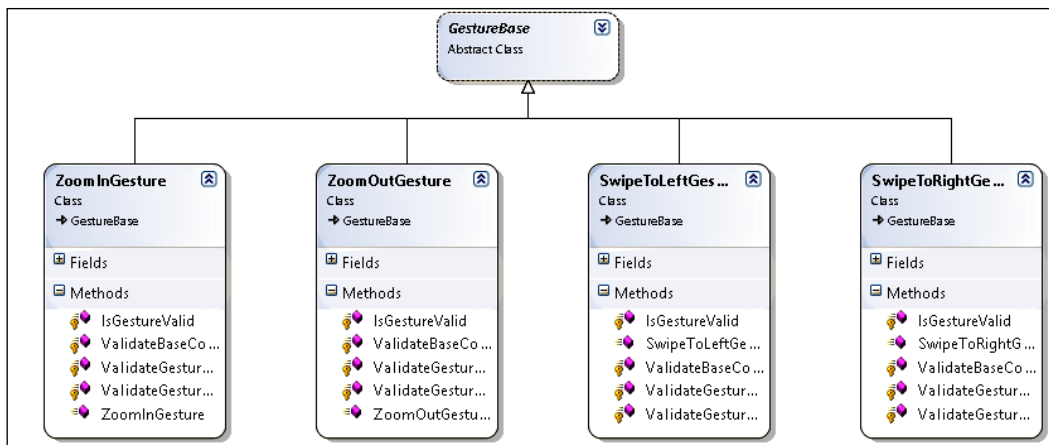 GestureBase
Abstract Class
ZoomInGesture
Class
GestureBase
Fields
Methods
IsGestureValid
ValidateBaseCo ...
ValidateGestur...
ValidateGestur...
ZoomInGesture
ZoomOutGesture
Class
GestureBase
Fields
Methods
IsGestureValid
ValidateBaseCo ...
ValidateGestur...
ValidateGestur...
ZoomOutGestu...
SwipeToLeftGes ...
Class
GestureBase
Fields
Methods
IsGestureValid
SwipeToLeftGe ...
ValidateBaseCo ...
ValidateGestur...
ValidateGestur...
SwipeToRightGe ...
Class
GestureBase
Fields
Methods
IsGestureValid
SwipeToRightG ...
ValidateBaseCo ...
ValidateGestur...
ValidateGestur...